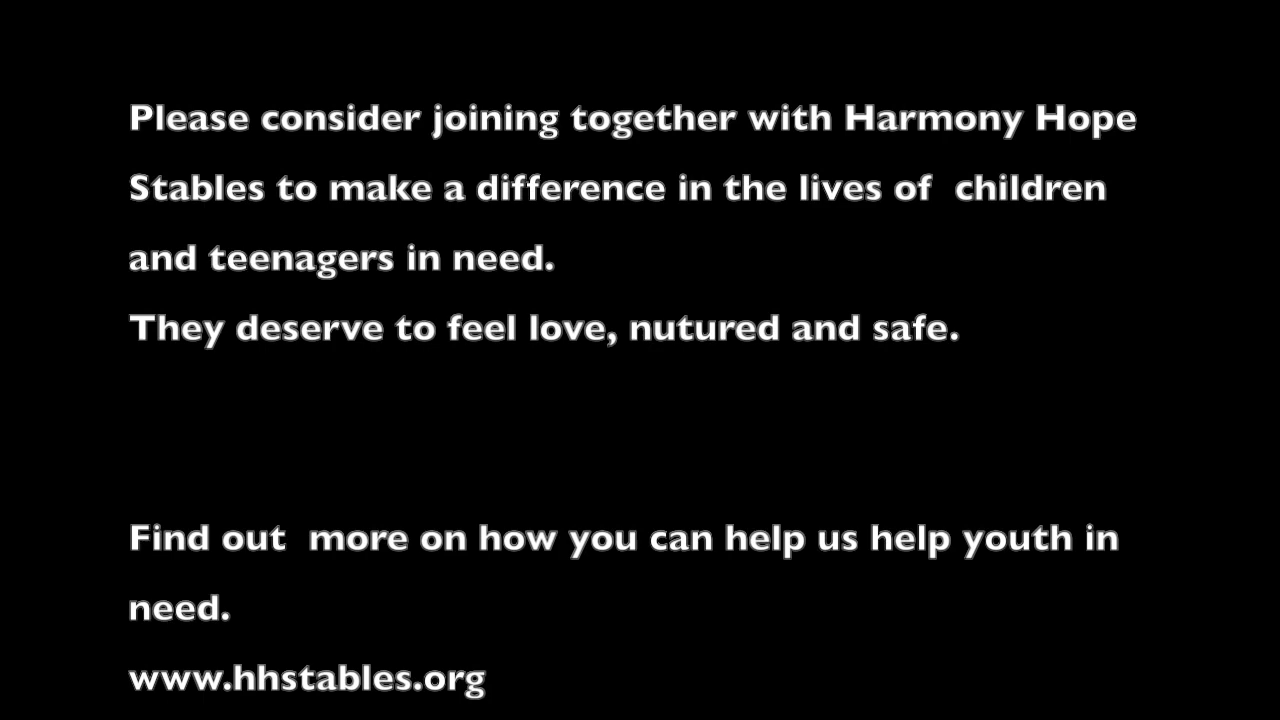 Please consider joining together with Harmony Hope
Stables to make a difference in the lives of  children
and teenagers in need.
They deserve to feel love, nutured and safe.
Find out  more on how you can help us help youth in
need.
www.hhstables.org